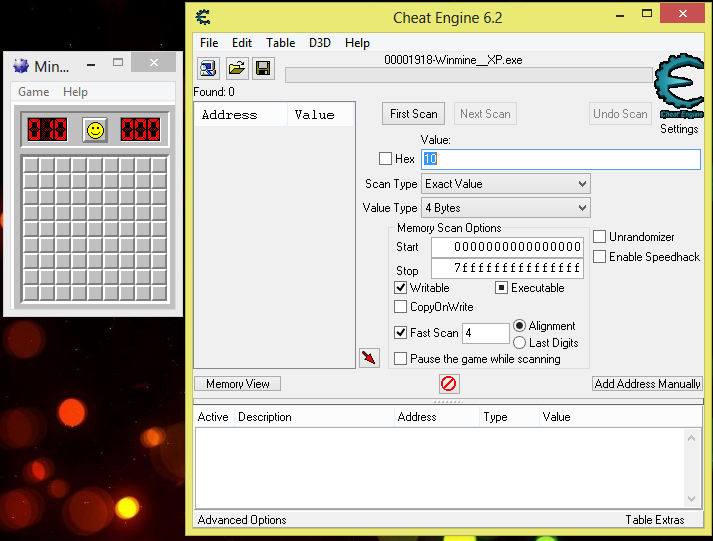 Min...
Game Help
010 000
Cheat Engine 6.2
File Edit Table D3D Help
00001918-Winmine__XP.exe
Found: 0
Address Value
First Scan Next Scan Undo Scan
Cheat Engine
Settings
Value:
Hex 10
Scan Type Exact Value
Value Type 4 Bytes
Memory Scan Options
Start 0000000000000000
Stop 7fffffffffffffff
Unrandomizer
Enable Speedhack
Writable Executable
CopyOnWrite
Fast Scan 4 Alignment
Last Digits
Pause the game while scanning
Memory View Add Address Manually
Active Description Address Type Value
Advanced Options Table Extras